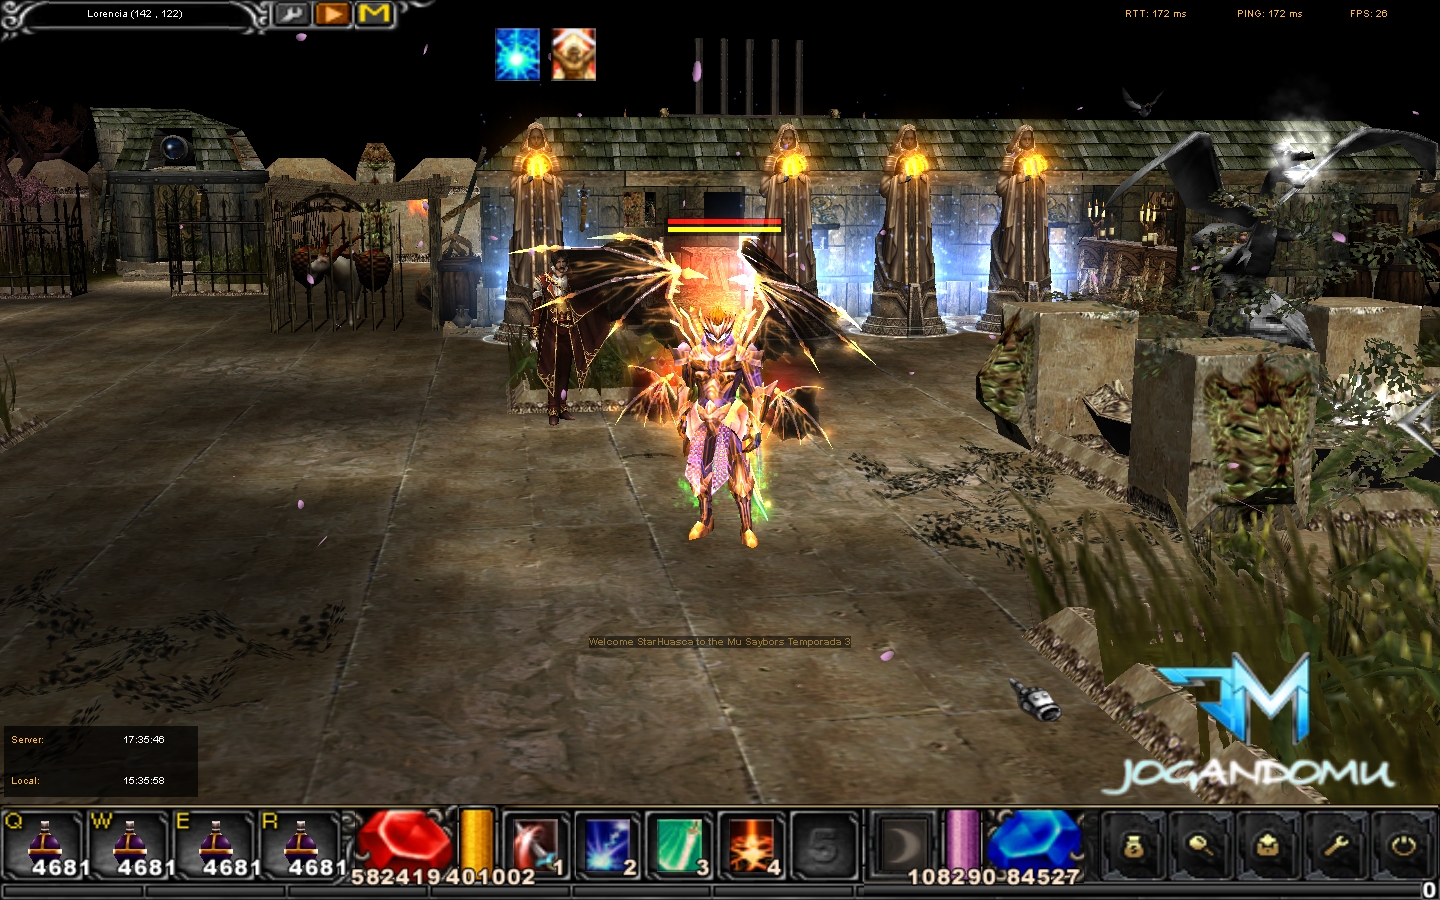 Lorencia (142 , 122)
RTT: 172 ms
PING: 172 ms
FPS: 26
Welcome StarHuasca to the Mu Saybors Temporada 3
Server: 17:35:46
Local: 15:35:58
JM
JOGANDOMU
Q W E R
4681 4681 4681 4681
1 2 3 4 5
582419 401002 108290 84527
0